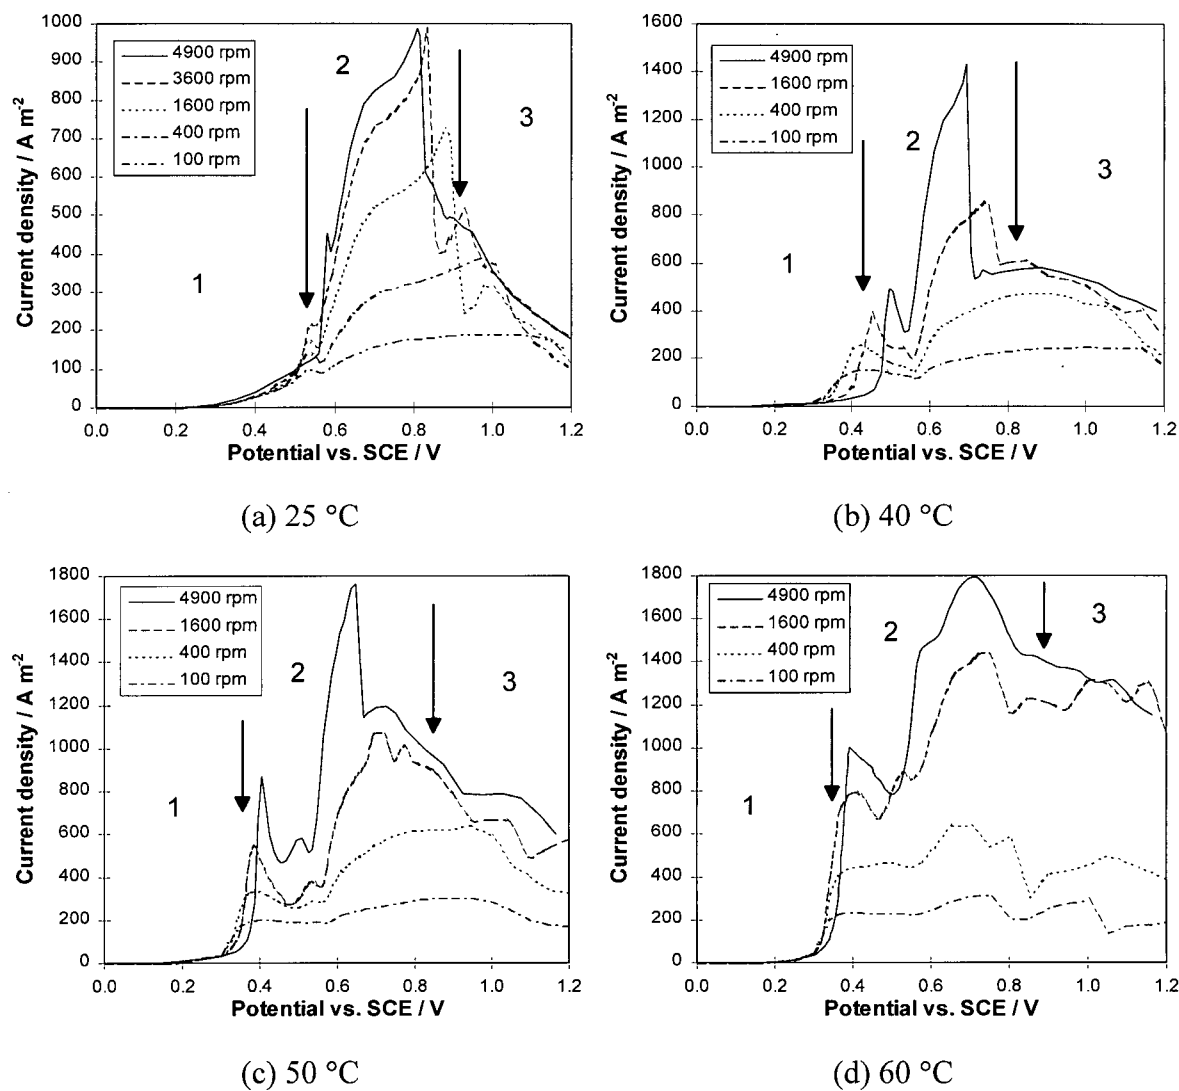 1000
900
800
700
600
500
400
300
200
100
0
Current density / A m-2
4900 rpm
3600 rpm
1600 rpm
400 rpm
100 rpm
1
2
3
0.0 0.2 0.4 0.6 0.8 1.0 1.2
Potential vs. SCE / V
(a) 25 °C
1600
1400
1200
1000
800
600
400
200
0
Current density / A m-2
4900 rpm
1600 rpm
400 rpm
100 rpm
1
2
3
0.0 0.2 0.4 0.6 0.8 1.0 1.2
Potential vs. SCE / V
(b) 40 °C
1800
1600
1400
1200
1000
800
600
400
200
0
Current density / A m-2
4900 rpm
1600 rpm
400 rpm
100 rpm
1
2
3
0.0 0.2 0.4 0.6 0.8 1.0 1.2
Potential vs. SCE / V
(c) 50 °C
1800
1600
1400
1200
1000
800
600
400
200
0
Current density / A m-2
4900 rpm
1600 rpm
400 rpm
100 rpm
1
2
3
0.0 0.2 0.4 0.6 0.8 1.0 1.2
Potential vs. SCE / V
(d) 60 °C